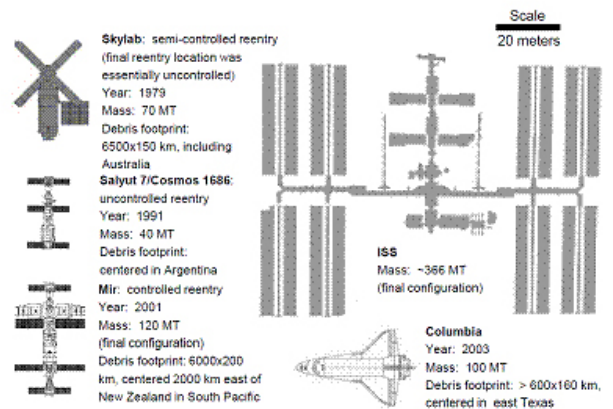 Skylab: semi-controlled reentry
(final reentry location was
essentially uncontrolled)
Year: 1979
Mass: 70 MT
Debris footprint:
6500x150 km, including
Australia
Salyut 7/Cosmos 1686:
uncontrolled reentry
Year: 1991
Mass: 40 MT
Debris footprint:
centered in Argentina
Mir: controlled reentry
Year: 2001
Mass: 120 MT
(final configuration)
Debris footprint: 6000x200
km, centered 2000 km east of
New Zealand in South Pacific
Scale
20 meters
ISS
Mass: ~366 MT
(final configuration)
Columbia
Year: 2003
Mass: 100 MT
Debris footprint: > 600x160 km,
centered in east Texas